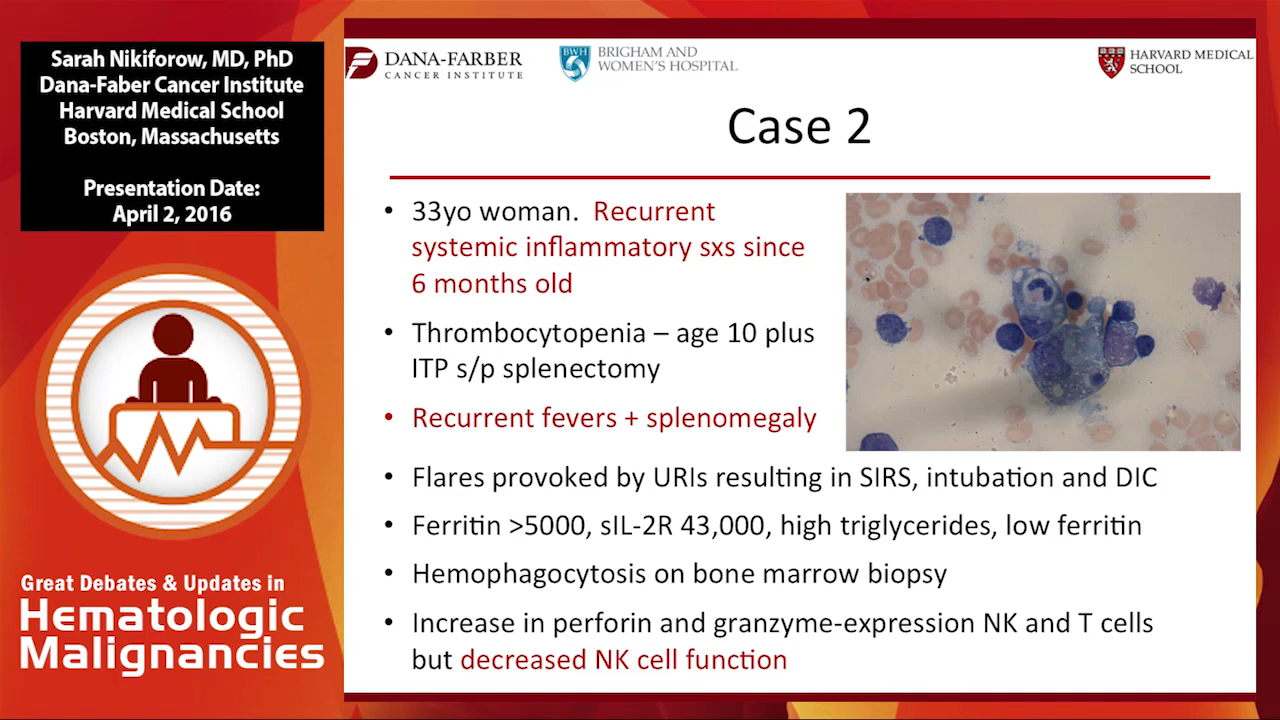 Sarah Nikiforow, MD, PhD
Dana-Faber Cancer Institute
Harvard Medical School
Boston, Massachusetts
Presentation Date:
April 2, 2016
Great Debates & Updates in
Hematologic
Malignancies
DANA-FARBER
CANCER INSTITUTE
BWH
BRIGHAM AND
WOMEN'S HOSPITAL
HARVARD MEDICAL
SCHOOL
Case 2
• 33yo woman. Recurrent
systemic inflammatory sxs since
6 months old
• Thrombocytopenia – age 10 plus
ITP s/p splenectomy
• Recurrent fevers + splenomegaly
• Flares provoked by URIs resulting in SIRS, intubation and DIC
• Ferritin >5000, sIL-2R 43,000, high triglycerides, low ferritin
• Hemophagocytosis on bone marrow biopsy
• Increase in perforin and granzyme-expression NK and T cells
but decreased NK cell function